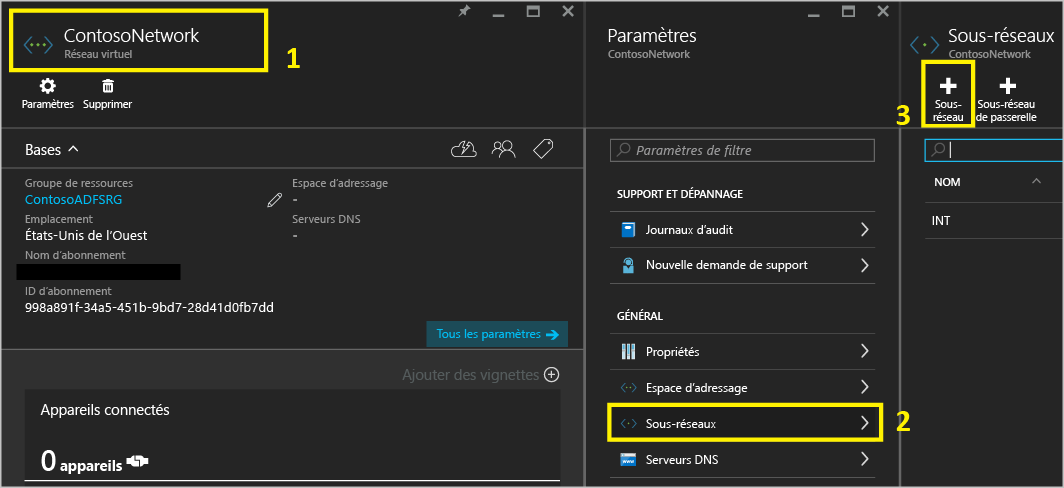 ContosoNetwork
Réseau virtuel
1
Paramètres
Supprimer
Bases
Groupe de ressources
ContosoADFSRG
Emplacement
États-Unis de l'Ouest
Nom d'abonnement
ID d'abonnement
998a891f-34a5-451b-9bd7-28d41d0fb7dd
Espace d'adressage
-
Serveurs DNS
-
Tous les paramètres
Ajouter des vignettes
Appareils connectés
0 appareils
Paramètres
ContosoNetwork
Paramètres de filtre
SUPPORT ET DÉPANNAGE
Journaux d'audit
Nouvelle demande de support
GÉNÉRAL
Propriétés
Espace d'adressage
Sous-réseaux
2
Serveurs DNS
Sous-réseaux
ContosoNetwork
3
Sous-
réseau
Sous-réseau
de passerelle
NOM
INT